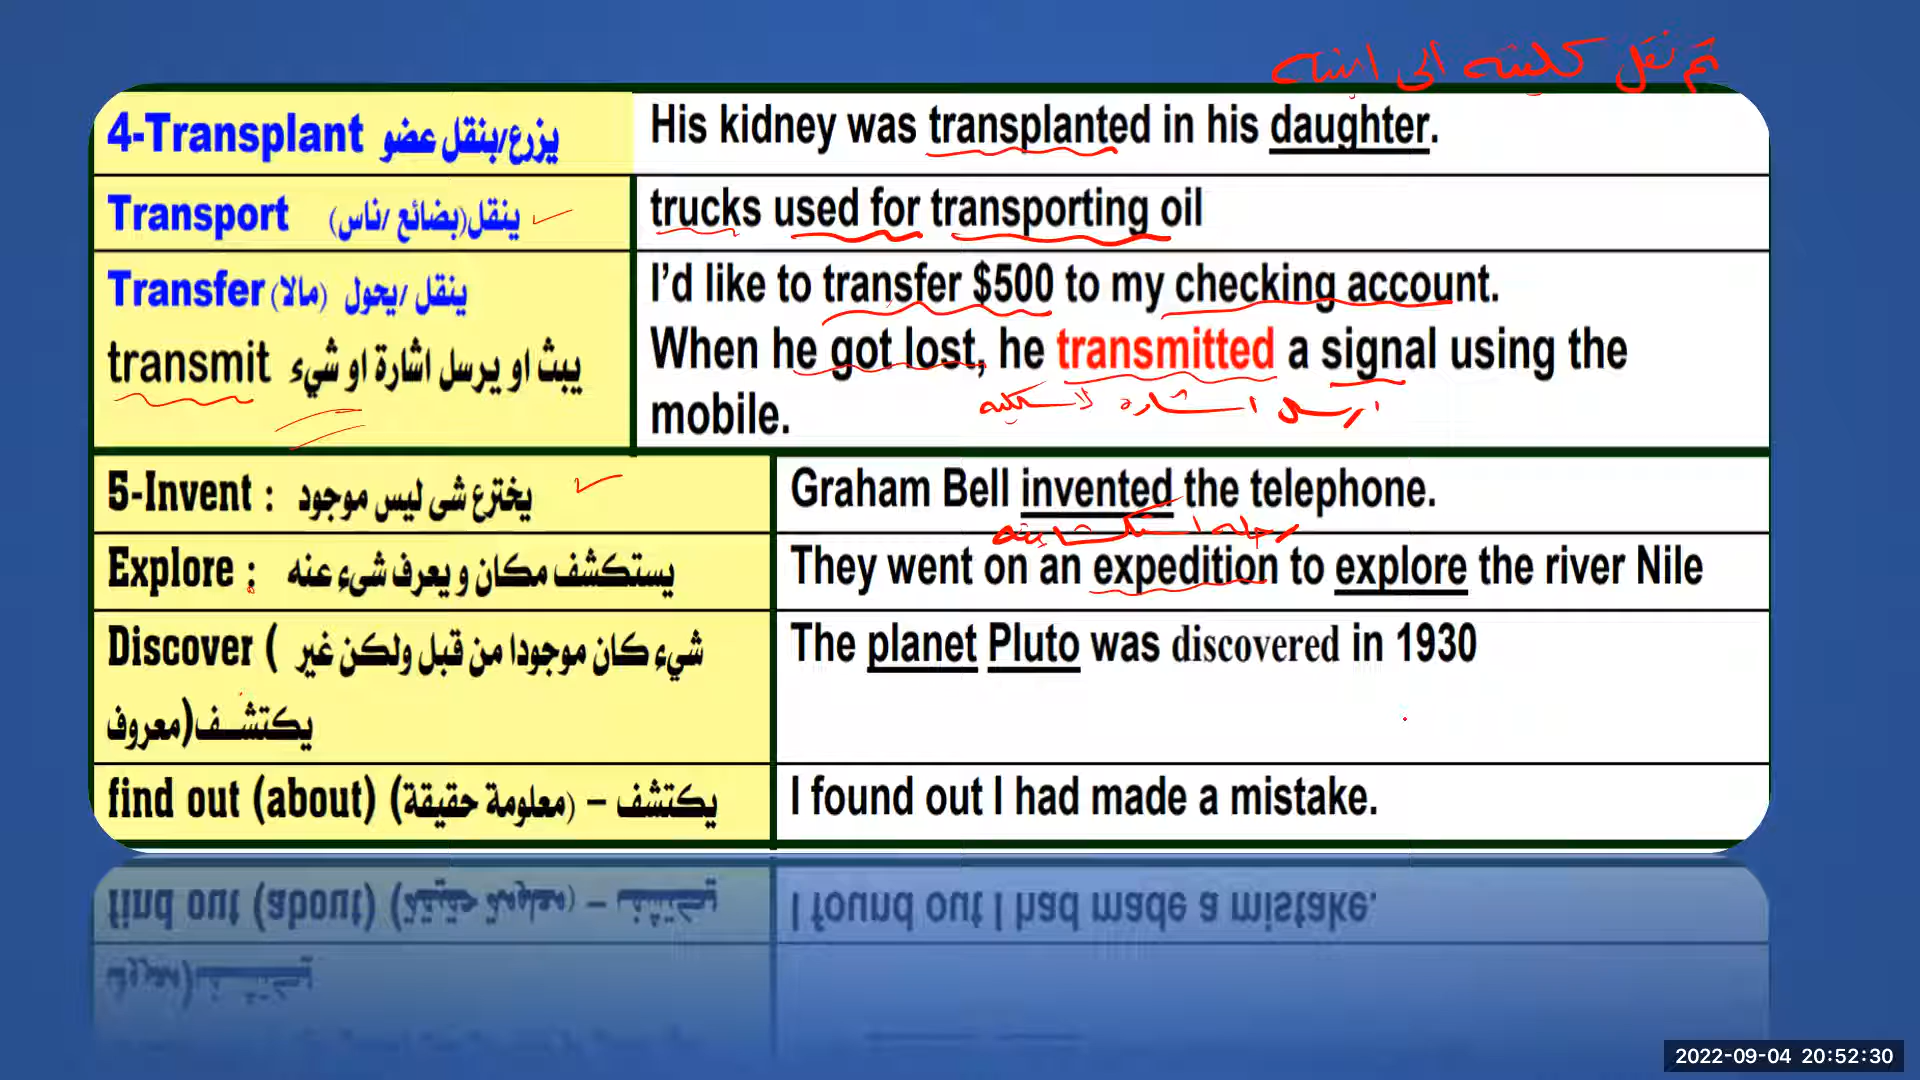 تم نقل كليته الى ابنته
4-Transplant يزرع/بنقل عضو
His kidney was transplanted in his daughter.
Transport ينقل(بضائع /ناس)
trucks used for transporting oil
Transfer ينقل /يحول (مالا)
I’d like to transfer $500 to my checking account.
transmit يبث او يرسل اشارة او شيء
When he got lost, he transmitted a signal using the
mobile.
ارسل اشارة لاسلكيه
5-Invent : يخترع شى ليس موجود
Graham Bell invented the telephone.
رحله استكشافيه
Explore : يستكشف مكان و يعرف شىء عنه
They went on an expedition to explore the river Nile
Discover ( شيء كان موجودا من قبل ولكن غير
معروف)يكتشف
The planet Pluto was discovered in 1930
find out (about) (معلومة حقيقة) – يكتشف
I found out I had made a mistake.
2022-09-04 20:52:30